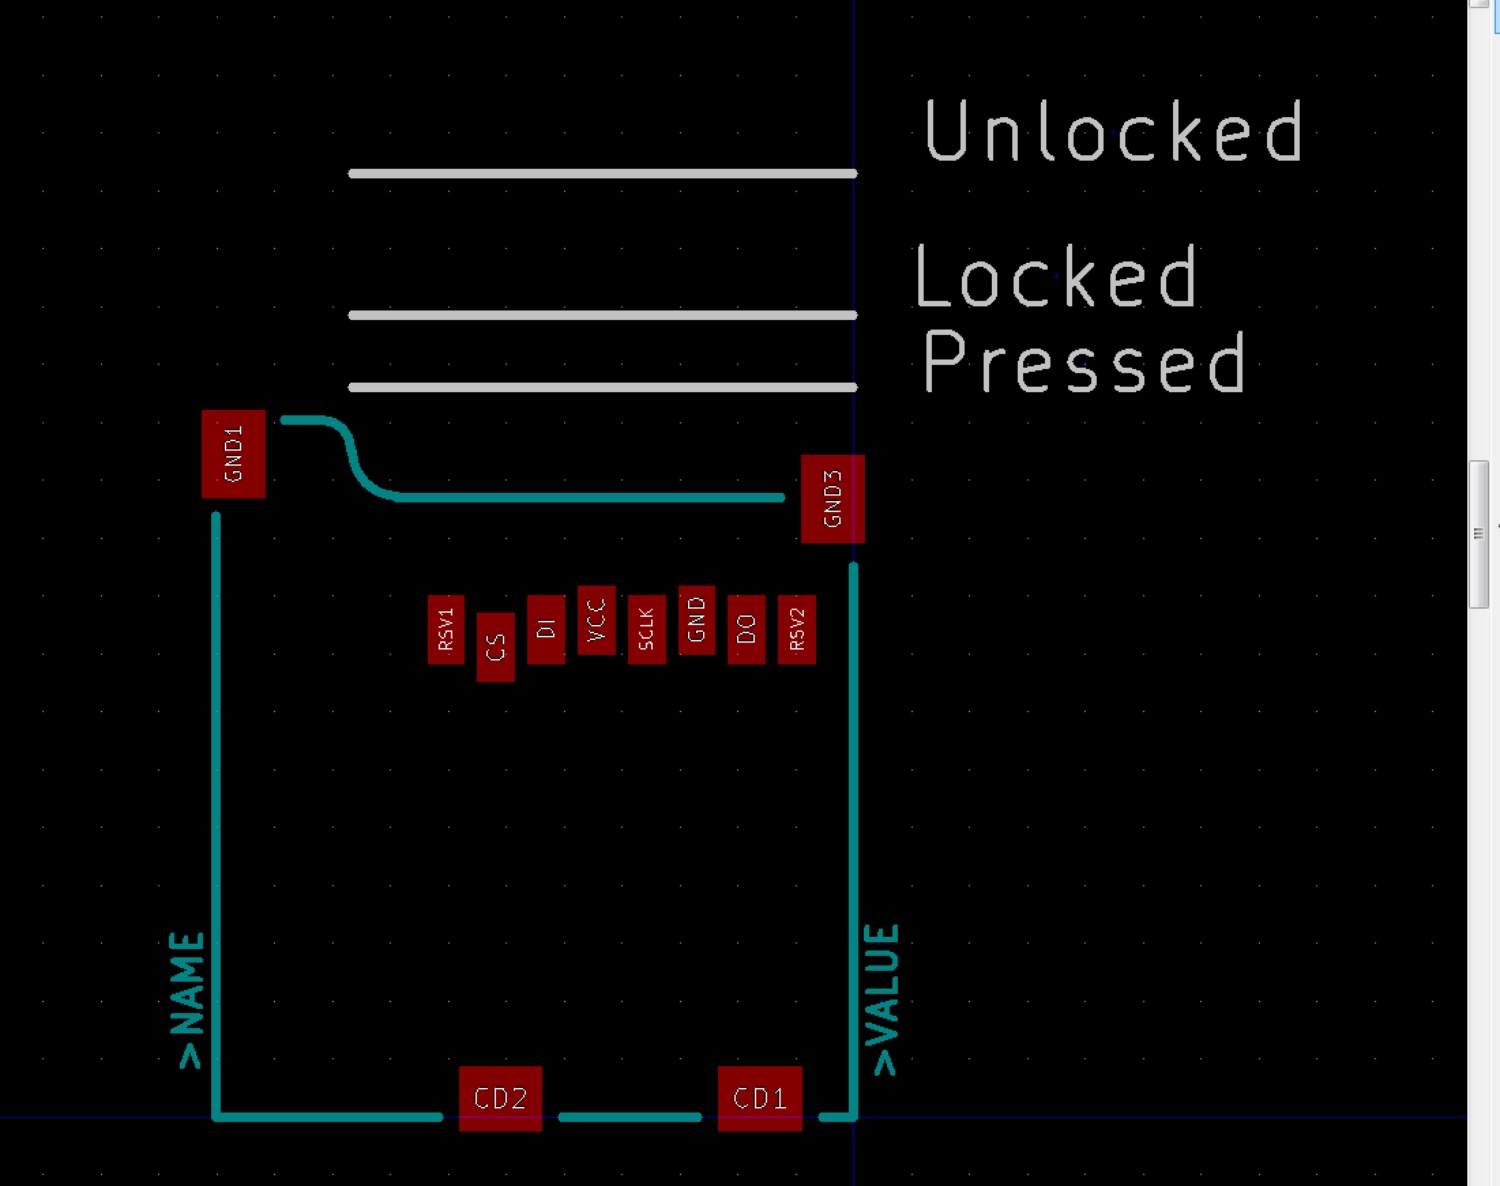 Unlocked
Locked
Pressed
GND1
GND3
RSV1
CS
DI
VCC
SCLK
GND
DO
RSV2
>NAME
>VALUE
CD2
CD1